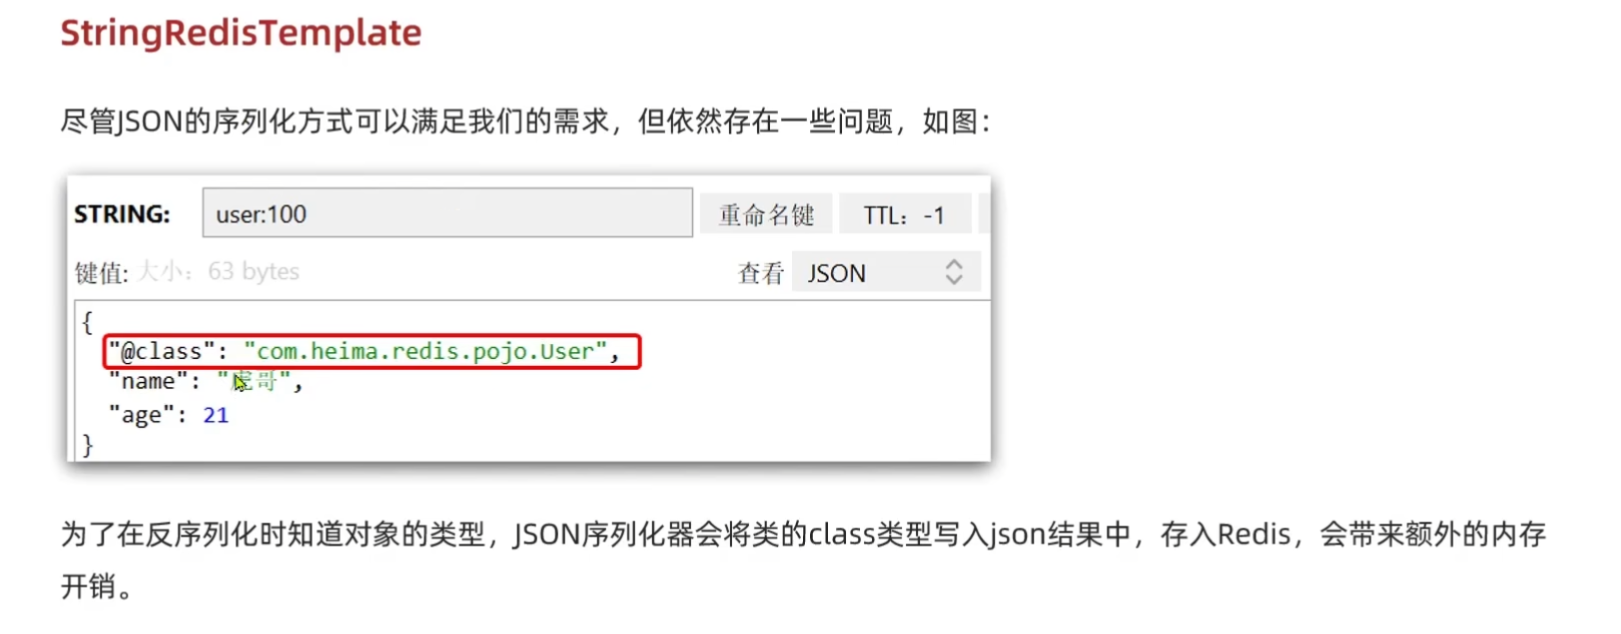 StringRedisTemplate
尽管JSON的序列化方式可以满足我们的需求，但依然存在一些问题，如图：
STRING: user:100 重命名键 TTL：-1
键值: 大小：63 bytes 查看 JSON
{
"@class": "com.heima.redis.pojo.User",
"name": "虎哥",
"age": 21
}
为了在反序列化时知道对象的类型，JSON序列化器会将类的class类型写入json结果中，存入Redis，会带来额外的内存
开销。